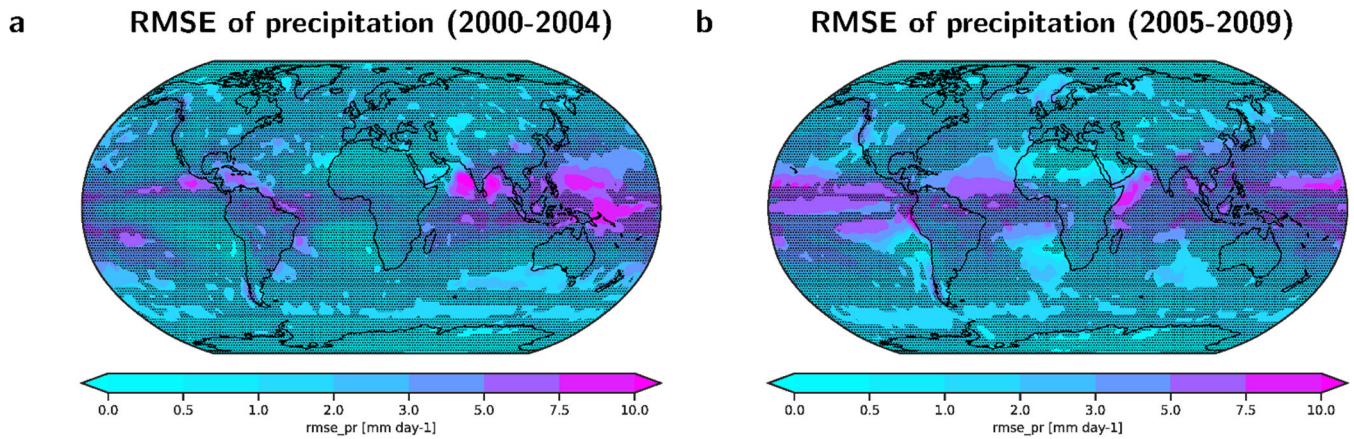 a
RMSE of precipitation (2000-2004)
b
RMSE of precipitation (2005-2009)
0.0 0.5 1.0 2.0 3.0 5.0 7.5 10.0
rmse_pr [mm day-1]
0.0 0.5 1.0 2.0 3.0 5.0 7.5 10.0
rmse_pr [mm day-1]